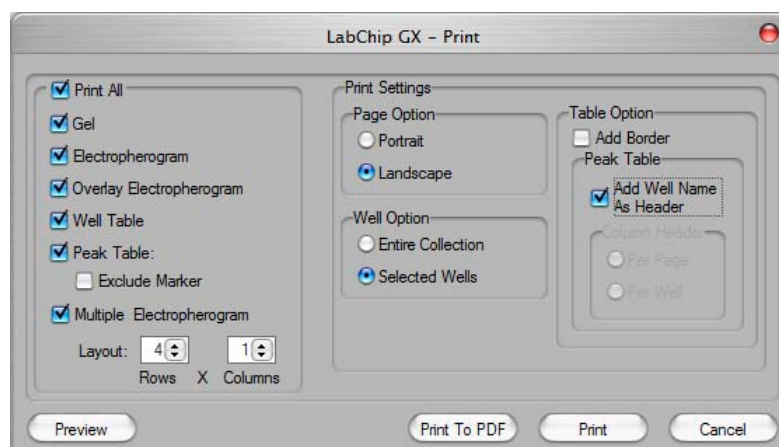 LabChip GX - Print
Print All
Gel
Electropherogram
Overlay Electropherogram
Well Table
Peak Table:
Exclude Marker
Multiple Electropherogram
Layout: 4 1
Rows X Columns
Print Settings
Page Option
Portrait
Landscape
Well Option
Entire Collection
Selected Wells
Table Option
Add Border
Peak Table
Add Well Name
As Header
Column Header
Per Page
Per Well
Preview
Print To PDF
Print
Cancel